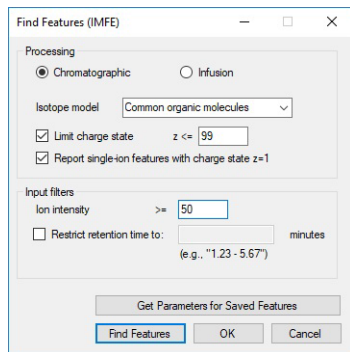 Find Features (IMFE)
Processing
Chromatographic Infusion
Isotope model Common organic molecules
Limit charge state z <= 99
Report single-ion features with charge state z=1
Input filters
Ion intensity >= 50
Restrict retention time to: minutes
(e.g., "1.23 - 5.67")
Get Parameters for Saved Features
Find Features OK Cancel